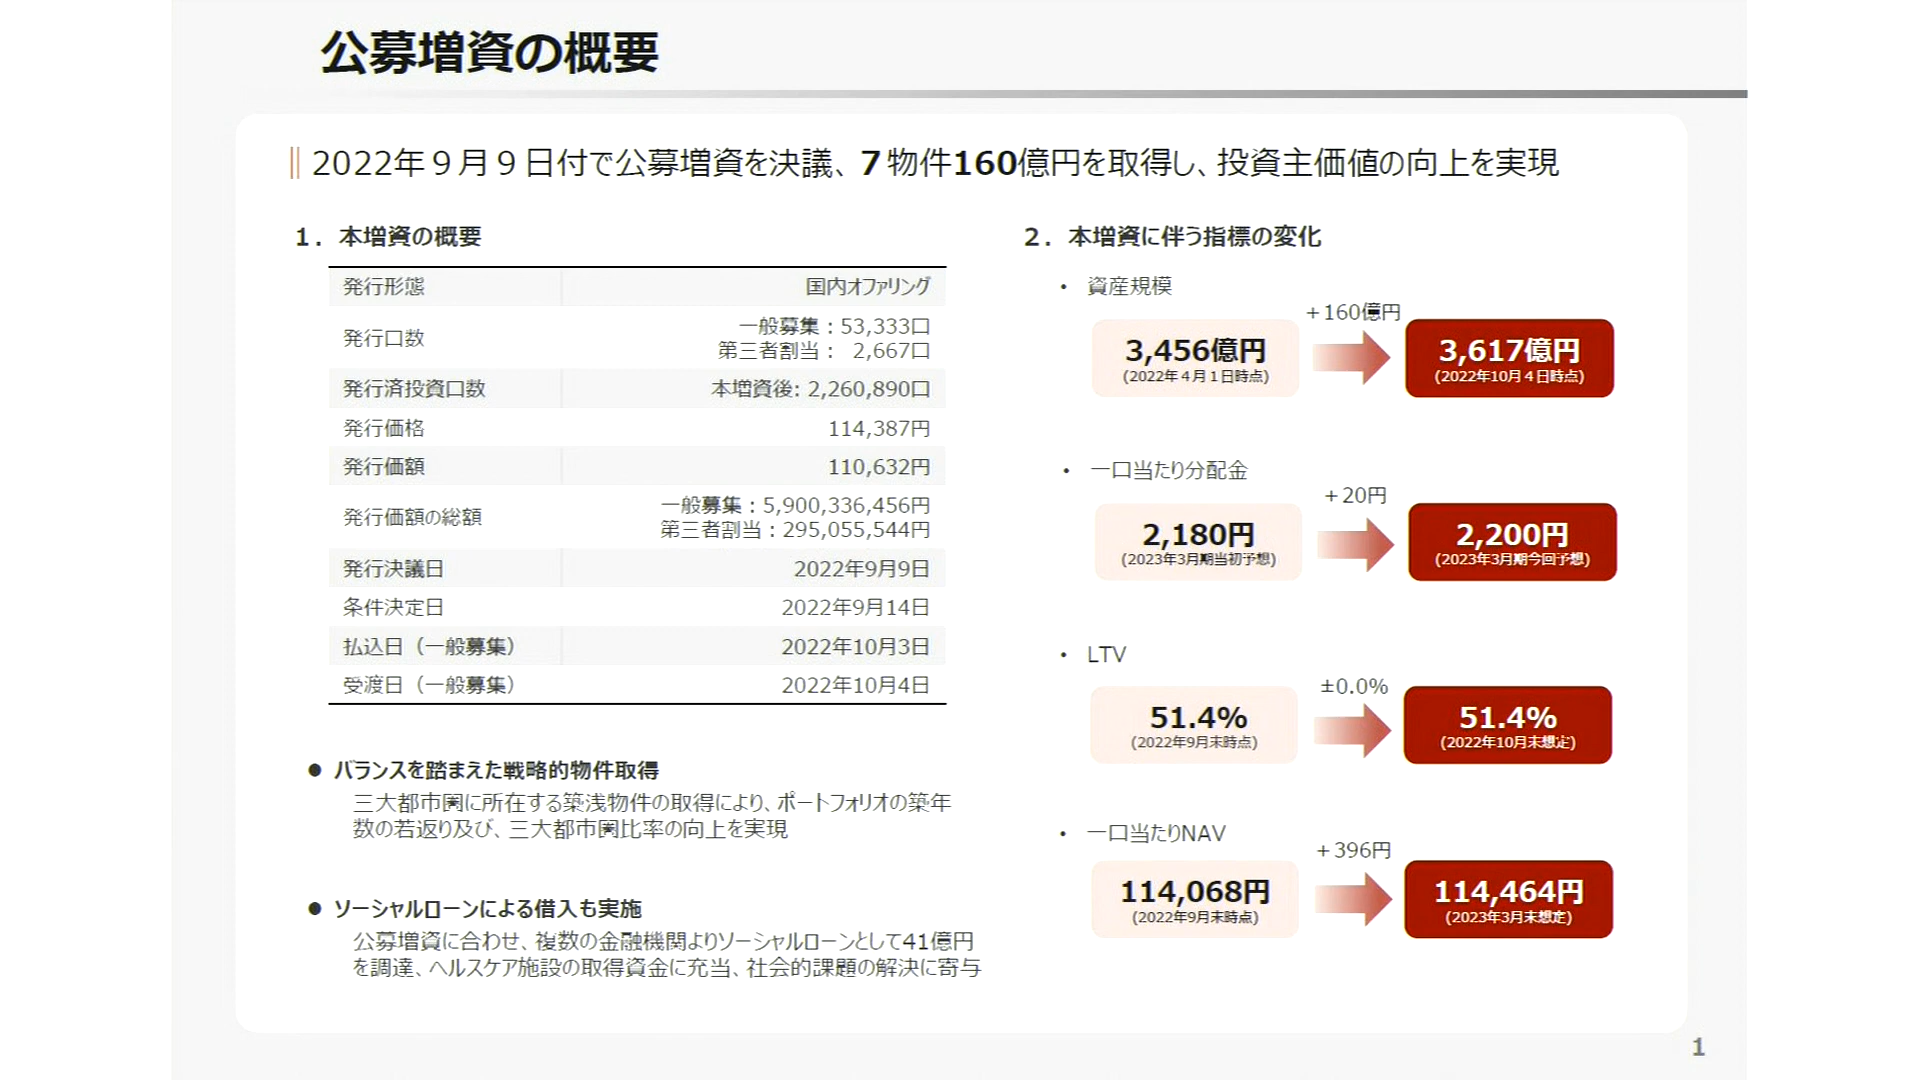 公募増資の概要
2022年９月９日付で公募増資を決議、７物件160億円を取得し、投資主価値の向上を実現
１．本増資の概要
発行形態 国内オファリング
発行口数 一般募集：53,333口
第三者割当： 2,667口
発行済投資口数 本増資後: 2,260,890口
発行価格 114,387円
発行価額 110,632円
発行価額の総額 一般募集：5,900,336,456円
第三者割当：295,055,544円
発行決議日 2022年9月9日
条件決定日 2022年9月14日
払込日（一般募集） 2022年10月3日
受渡日（一般募集） 2022年10月4日
● バランスを踏まえた戦略的物件取得
三大都市圏に所在する築浅物件の取得により、ポートフォリオの築年
数の若返り及び、三大都市圏比率の向上を実現
● ソーシャルローンによる借入も実施
公募増資に合わせ、複数の金融機関よりソーシャルローンとして41億円
を調達、ヘルスケア施設の取得資金に充当、社会的課題の解決に寄与
２．本増資に伴う指標の変化
・ 資産規模
＋160億円
3,456億円 3,617億円
(2022年４月１日時点) (2022年10月４日時点)
・ 一口当たり分配金
＋20円
2,180円 2,200円
(2023年3月期当初予想) (2023年3月期今回予想)
・ LTV
±0.0%
51.4% 51.4%
(2022年9月末時点) (2022年10月末想定)
・ 一口当たりNAV
＋396円
114,068円 114,464円
(2022年9月末時点) (2023年3月末想定)
1